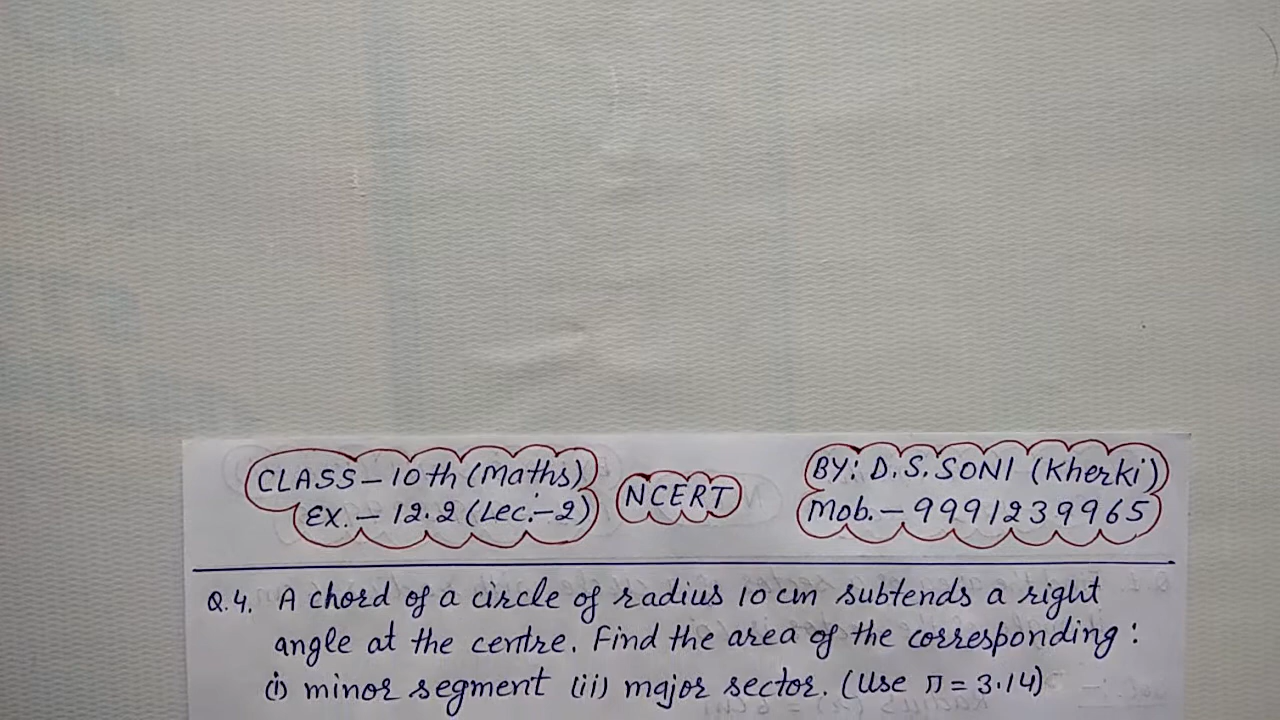 CLASS - 10th (Maths)
EX. - 12.2 (Lec.:-2)
NCERT
BY: D.S. SONI (Kherki)
Mob. - 9991239965
Q.4. A chord of a circle of radius 10 cm subtends a right
angle at the centre. Find the area of the corresponding :
(i) minor segment (ii) major sector. (Use π = 3.14)